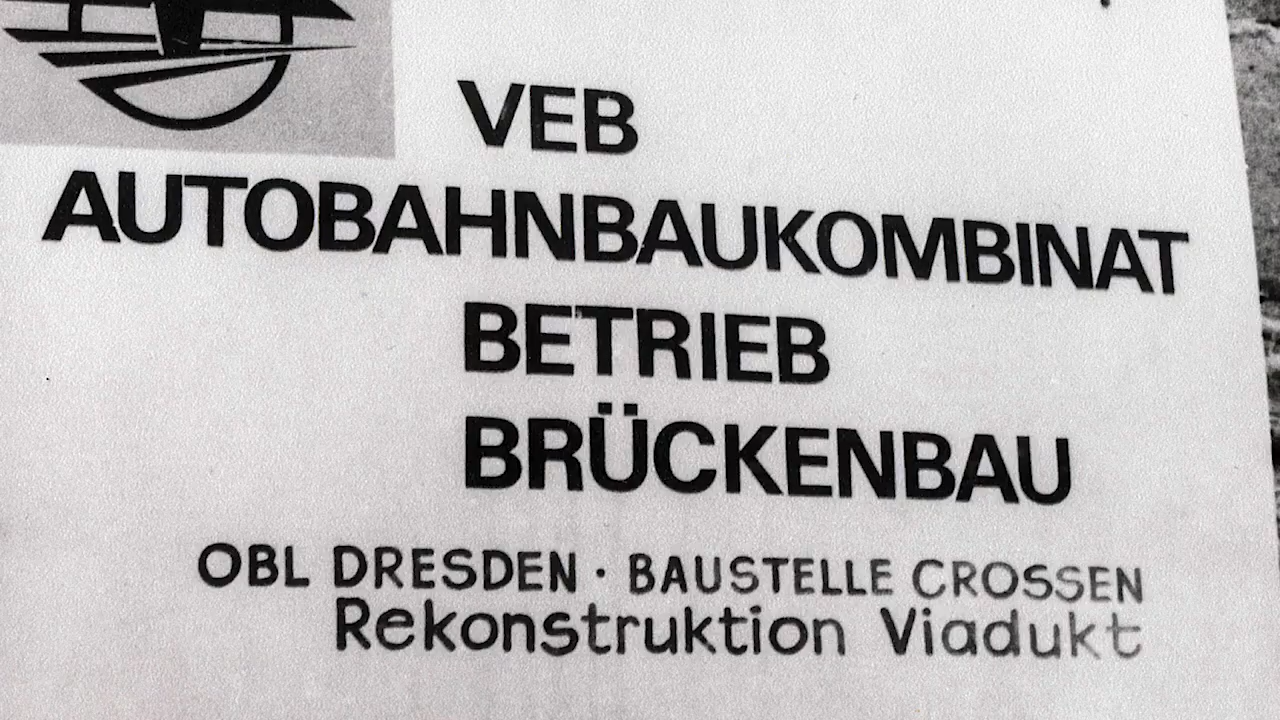 VEB
AUTOBAHNBAUKOMBINAT
BETRIEB
BRÜCKENBAU
OBL DRESDEN · BAUSTELLE CROSSEN
Rekonstruktion Viadukt